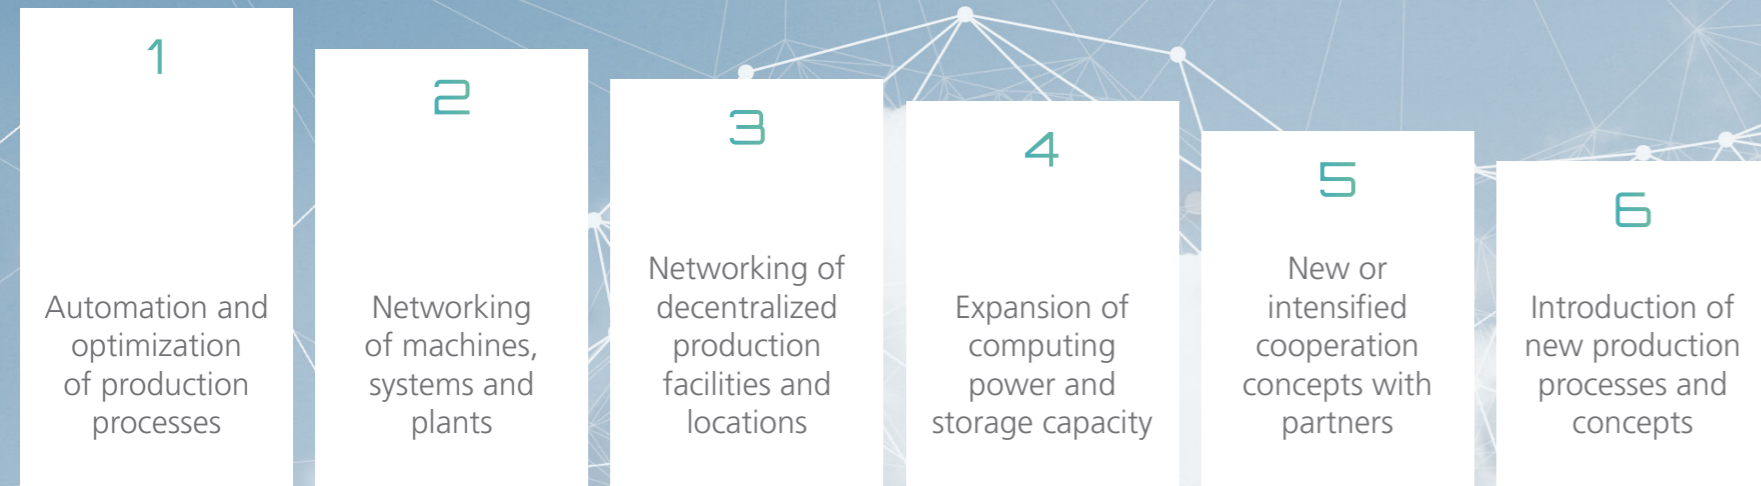 1
Automation and
optimization
of production
processes
2
Networking
of machines,
systems and
plants
3
Networking of
decentralized
production
facilities and
locations
4
Expansion of
computing
power and
storage capacity
5
New or
intensified
cooperation
concepts with
partners
6
Introduction of
new production
processes and
concepts